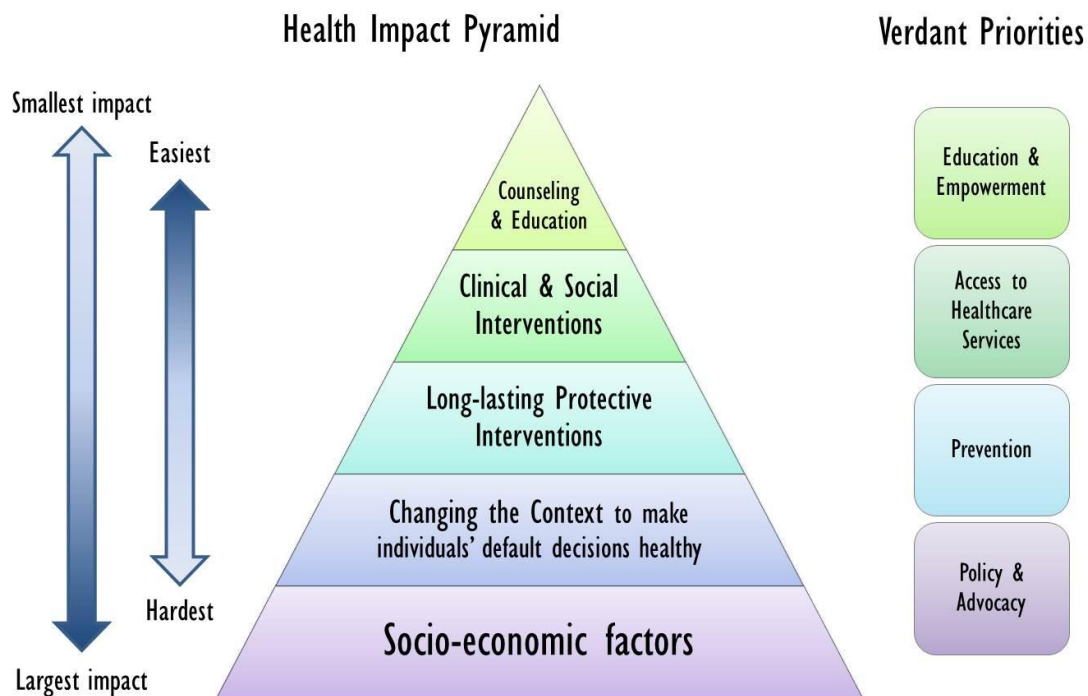 Health Impact Pyramid
Verdant Priorities
Smallest impact
Easiest
Hardest
Largest impact
Counseling
& Education
Clinical & Social
Interventions
Long-lasting Protective
Interventions
Changing the Context to make
individuals’ default decisions healthy
Socio-economic factors
Education &
Empowerment
Access to
Healthcare
Services
Prevention
Policy &
Advocacy